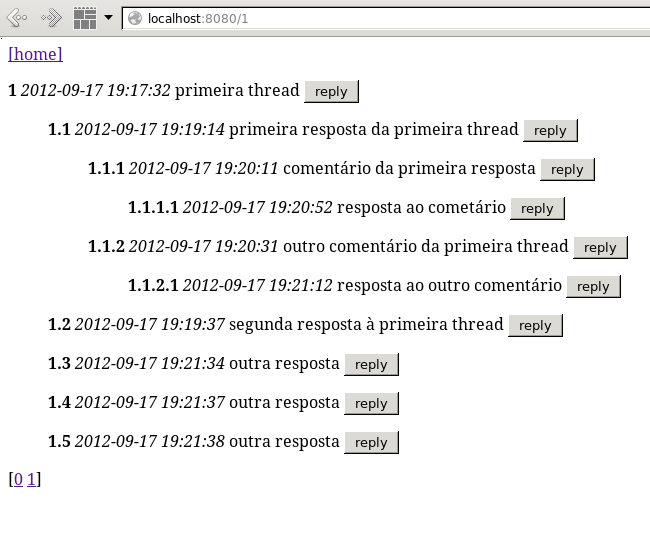 localhost:8080/1
[home]
1 2012-09-17 19:17:32 primeira thread reply
1.1 2012-09-17 19:19:14 primeira resposta da primeira thread reply
1.1.1 2012-09-17 19:20:11 comentário da primeira resposta reply
1.1.1.1 2012-09-17 19:20:52 resposta ao cometário reply
1.1.2 2012-09-17 19:20:31 outro comentário da primeira thread reply
1.1.2.1 2012-09-17 19:21:12 resposta ao outro comentário reply
1.2 2012-09-17 19:19:37 segunda resposta à primeira thread reply
1.3 2012-09-17 19:21:34 outra resposta reply
1.4 2012-09-17 19:21:37 outra resposta reply
1.5 2012-09-17 19:21:38 outra resposta reply
[0 1]